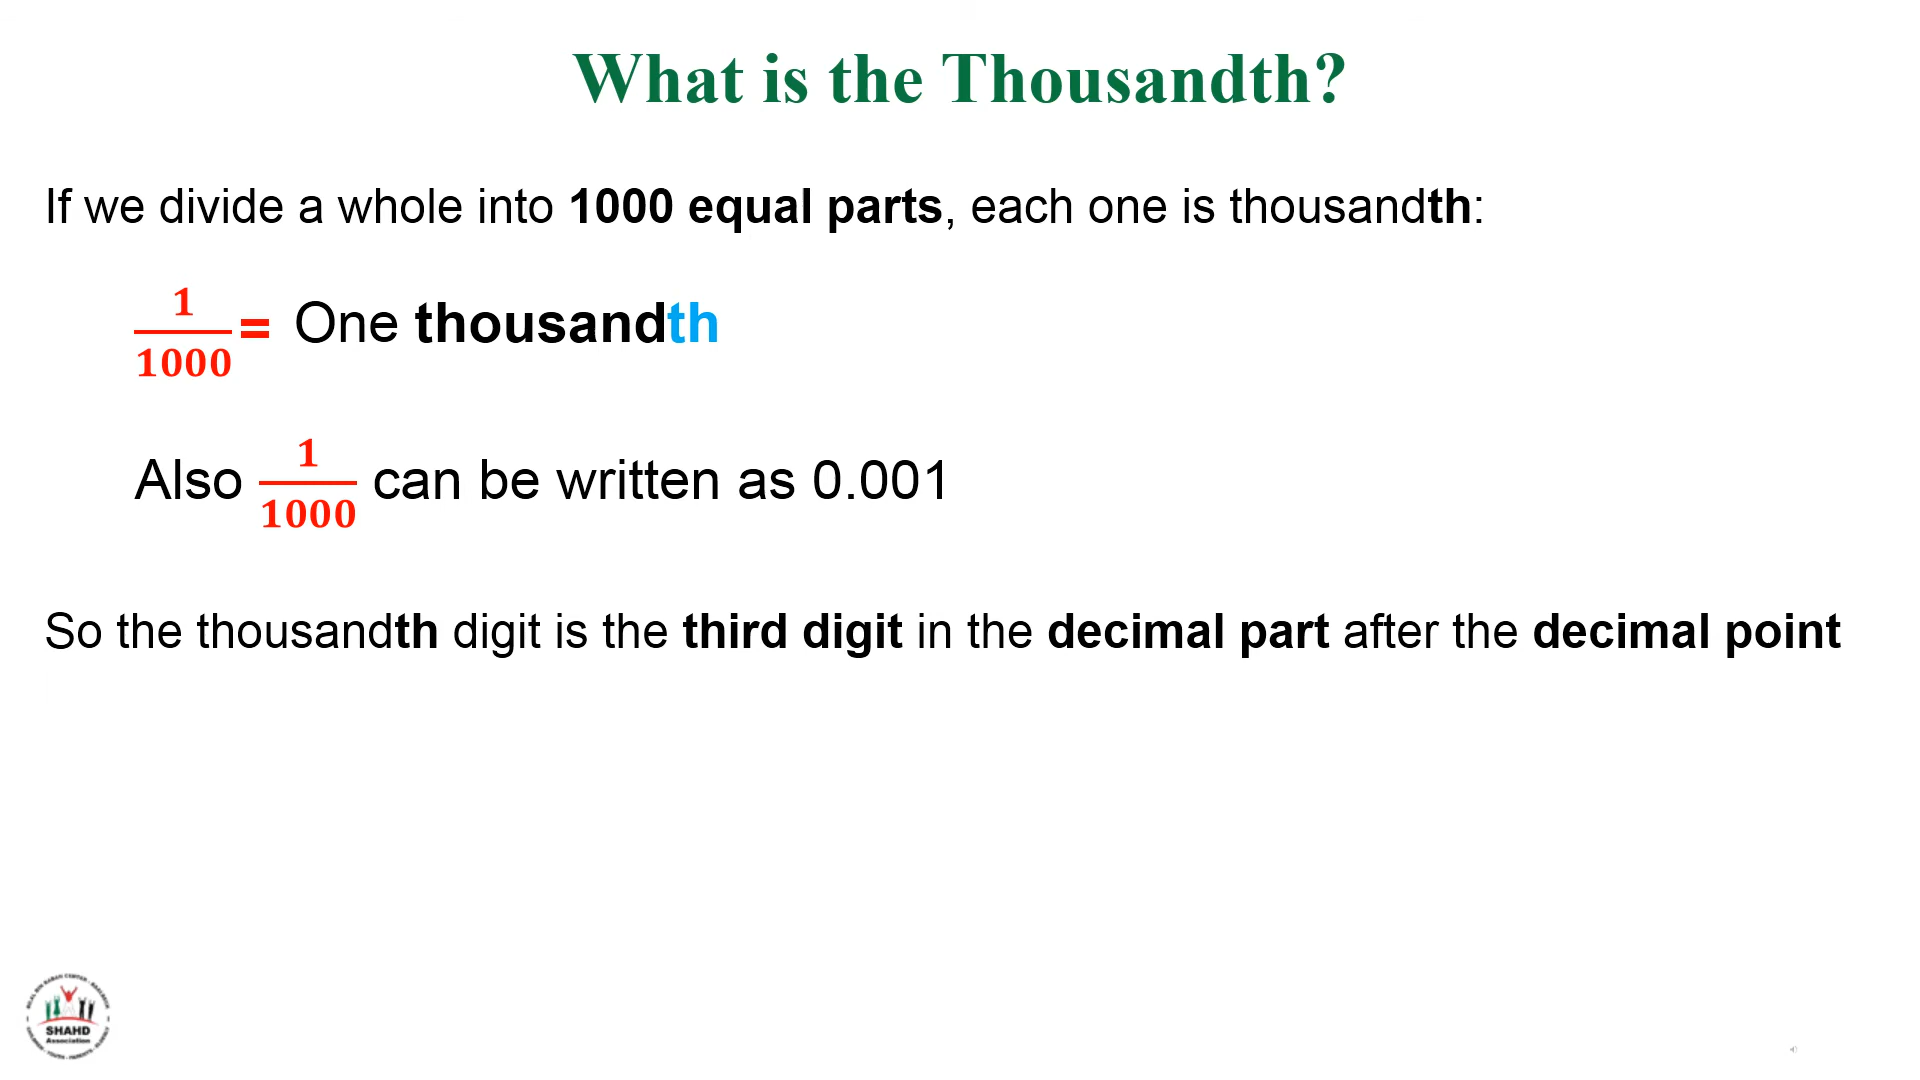 What is the Thousandth?
If we divide a whole into 1000 equal parts, each one is thousandth:
1/1000 = One thousandth
Also 1/1000 can be written as 0.001
So the thousandth digit is the third digit in the decimal part after the decimal point
SHAHD
Association